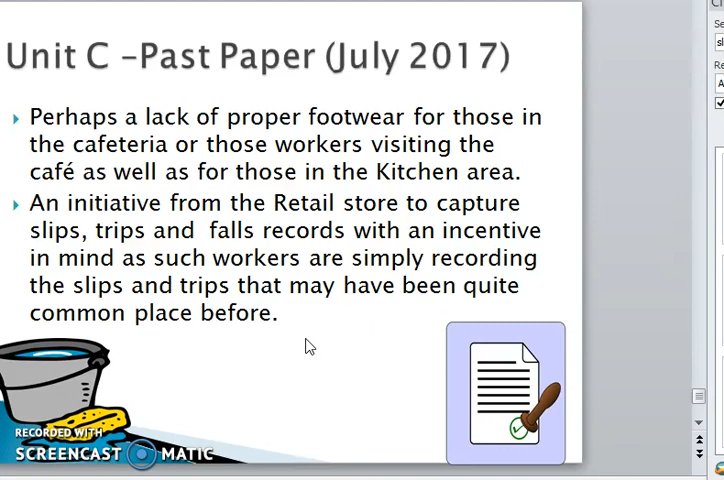 Unit C –Past Paper (July 2017)
Perhaps a lack of proper footwear for those in
the cafeteria or those workers visiting the
café as well as for those in the Kitchen area.
An initiative from the Retail store to capture
slips, trips and falls records with an incentive
in mind as such workers are simply recording
the slips and trips that may have been quite
common place before.
RECORDED WITH
SCREENCAST MATIC